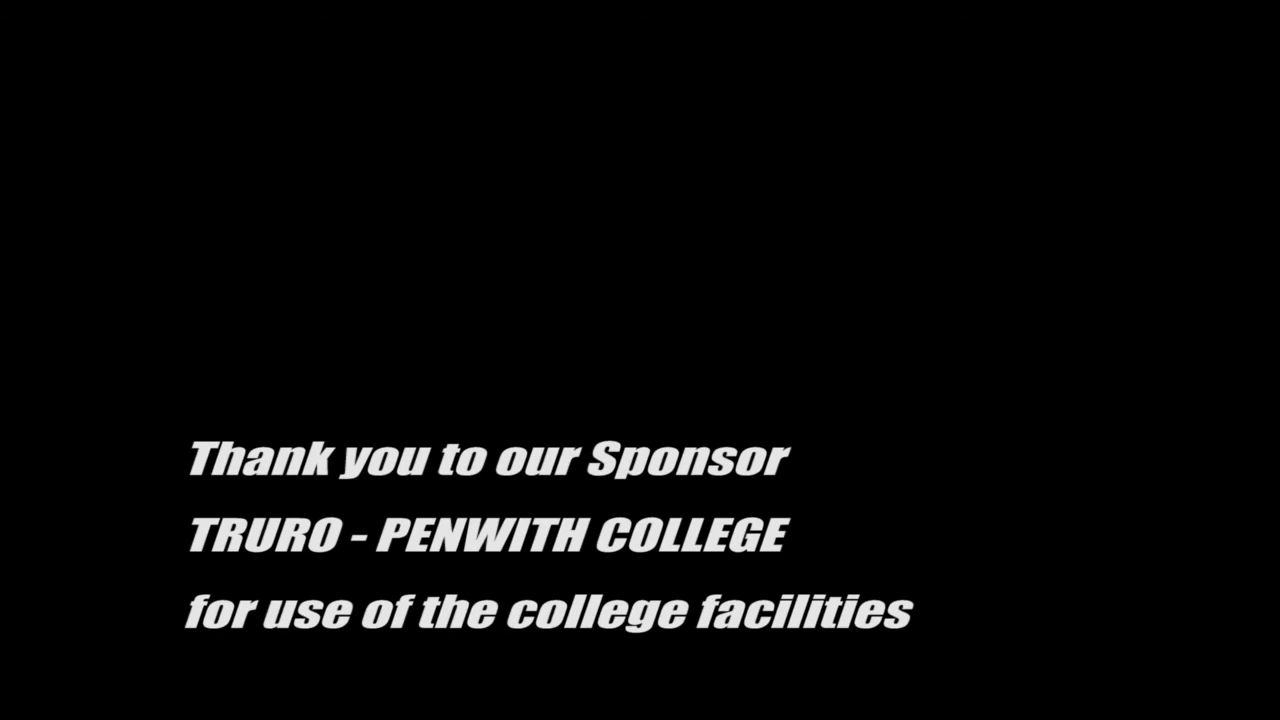 Thank you to our Sponsor
TRURO - PENWITH COLLEGE
for use of the college facilities